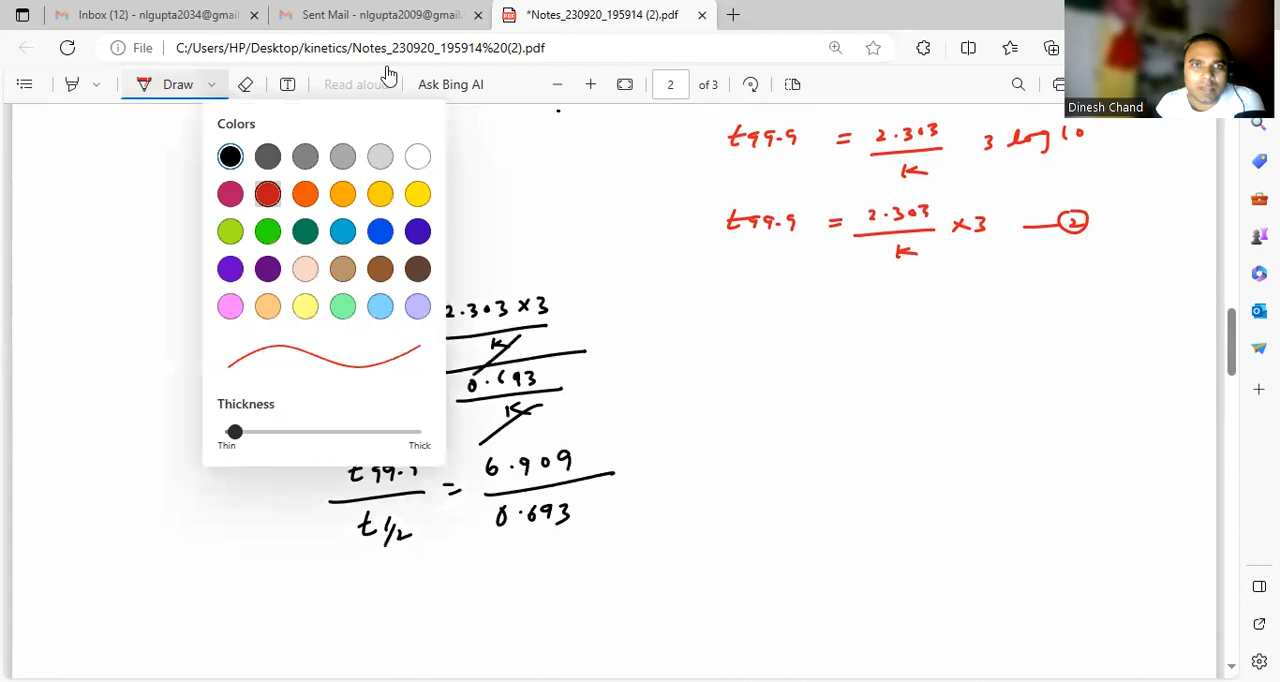 Inbox (12) - nlgupta2034@gmail
Sent Mail - nlgupta2009@gmail.
*Notes_230920_195914 (2).pdf
File
C:/Users/HP/Desktop/kinetics/Notes_230920_195914%20(2).pdf
Draw
Read aloud
Ask Bing AI
2
of 3
Dinesh Chand
Colors
Thickness
Thin
Thick
t99.9 = 2.303/K 3 log 10
t99.9 = 2.303/K × 3 —— 2
2.303 × 3
K
0.693
K
t99.9 = 6.909
t1/2 0.693